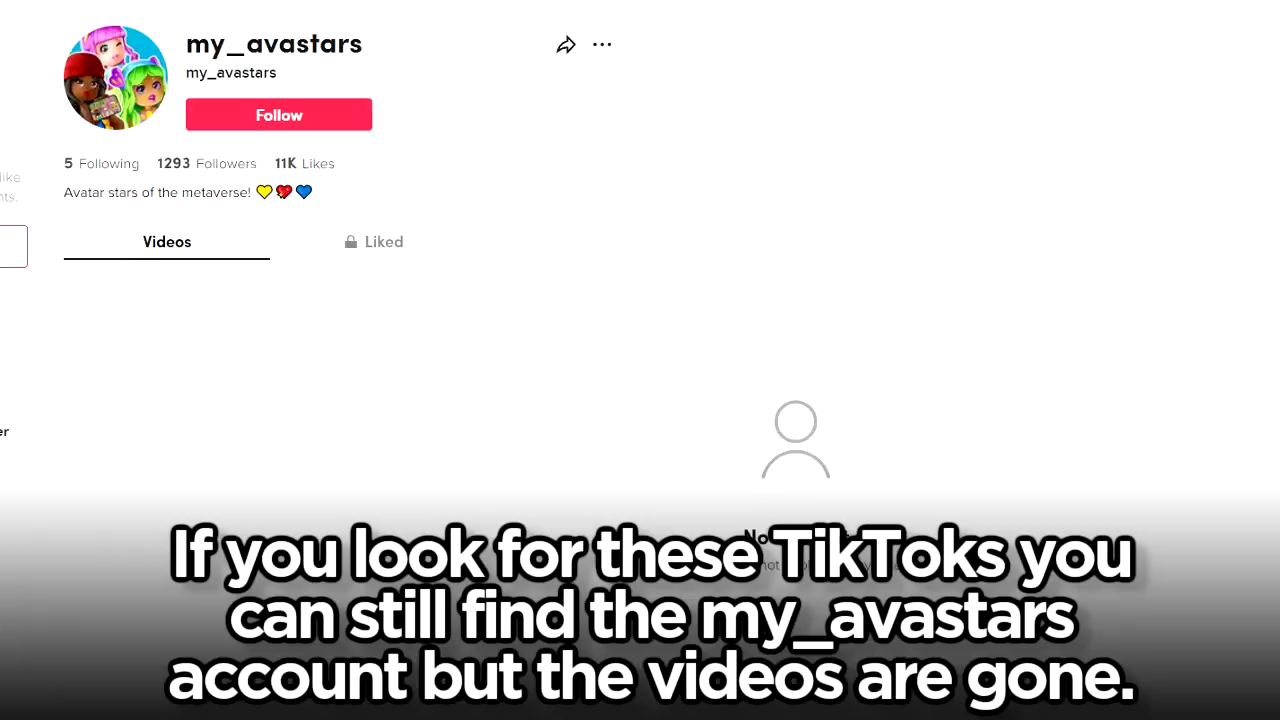 my_avastars
my_avastars
Follow
5 Following 1293 Followers 11K Likes
Avatar stars of the metaverse! 💛💖💙
like
Videos Liked
If you look for these TikToks you
can still find the my_avastars
account but the videos are gone.